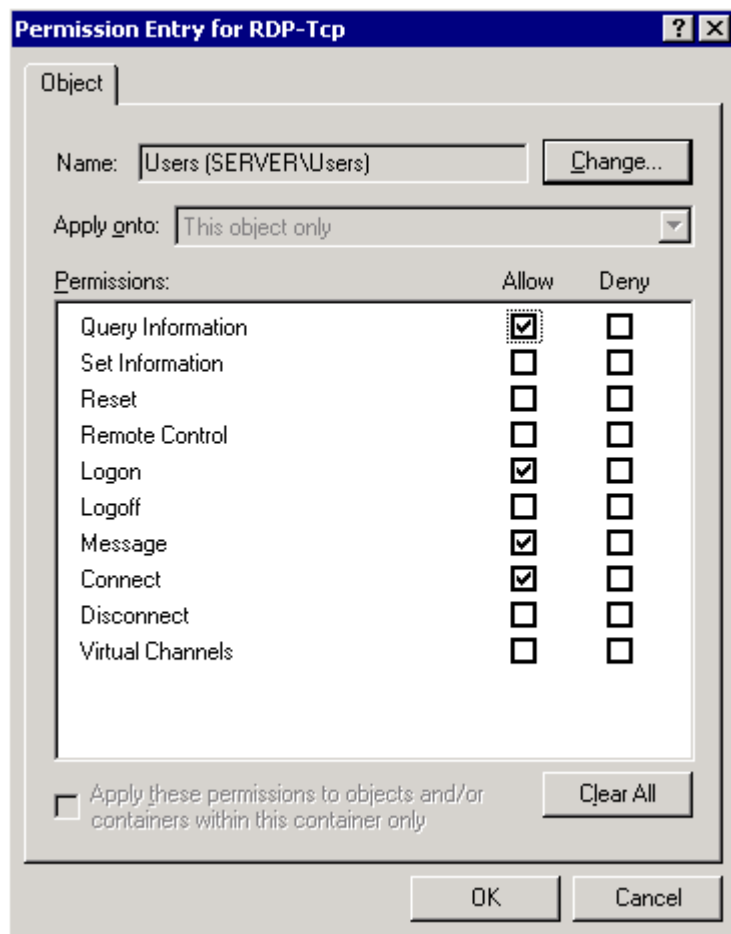 Permission Entry for RDP-Tcp
Object
Name: Users (SERVER\Users) Change...
Apply onto: This object only
Permissions: Allow Deny
Query Information
Set Information
Reset
Remote Control
Logon
Logoff
Message
Connect
Disconnect
Virtual Channels
Apply these permissions to objects and/or
containers within this container only
Clear All
OK Cancel